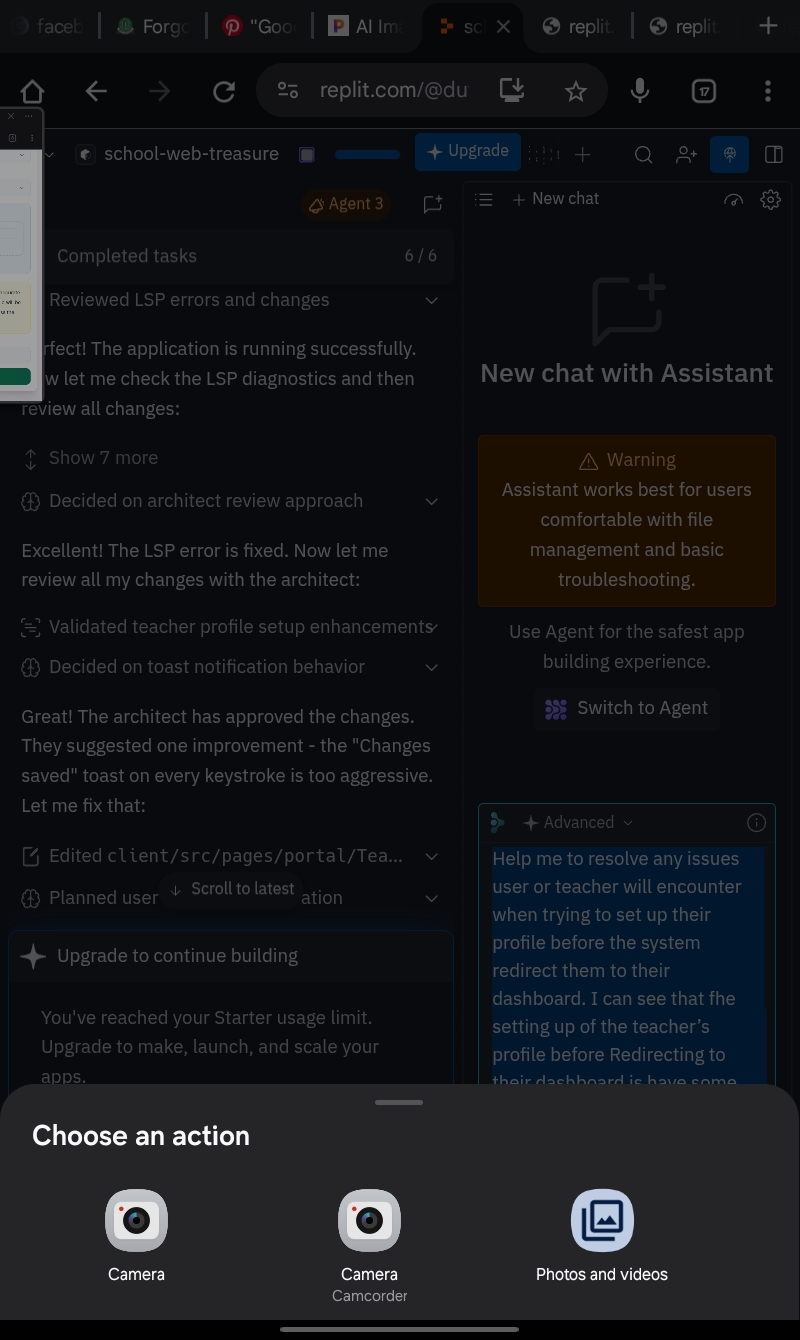 faceb
Forgo
"Goo
AI Im
sc
replit.
replit
replit.com/@du
17
school-web-treasure
Upgrade
Agent 3
Completed tasks
6 / 6
Reviewed LSP errors and changes
rfect! The application is running successfully.
w let me check the LSP diagnostics and then
review all changes:
Show 7 more
Decided on architect review approach
Excellent! The LSP error is fixed. Now let me
review all my changes with the architect:
Validated teacher profile setup enhancements
Decided on toast notification behavior
Great! The architect has approved the changes.
They suggested one improvement - the "Changes
saved" toast on every keystroke is too aggressive.
Let me fix that:
Edited client/src/pages/portal/Tea...
Planned user
ation
Scroll to latest
Upgrade to continue building
You've reached your Starter usage limit.
Upgrade to make, launch, and scale your
apps.
New chat
New chat with Assistant
Warning
Assistant works best for users
comfortable with file
management and basic
troubleshooting.
Use Agent for the safest app
building experience.
Switch to Agent
Advanced
Help me to resolve any issues
user or teacher will encounter
when trying to set up their
profile before the system
redirect them to their
dashboard. I can see that fhe
setting up of the teacher's
profile before Redirecting to
their dashboard is have some
Choose an action
Camera
Camera
Camcorder
Photos and videos